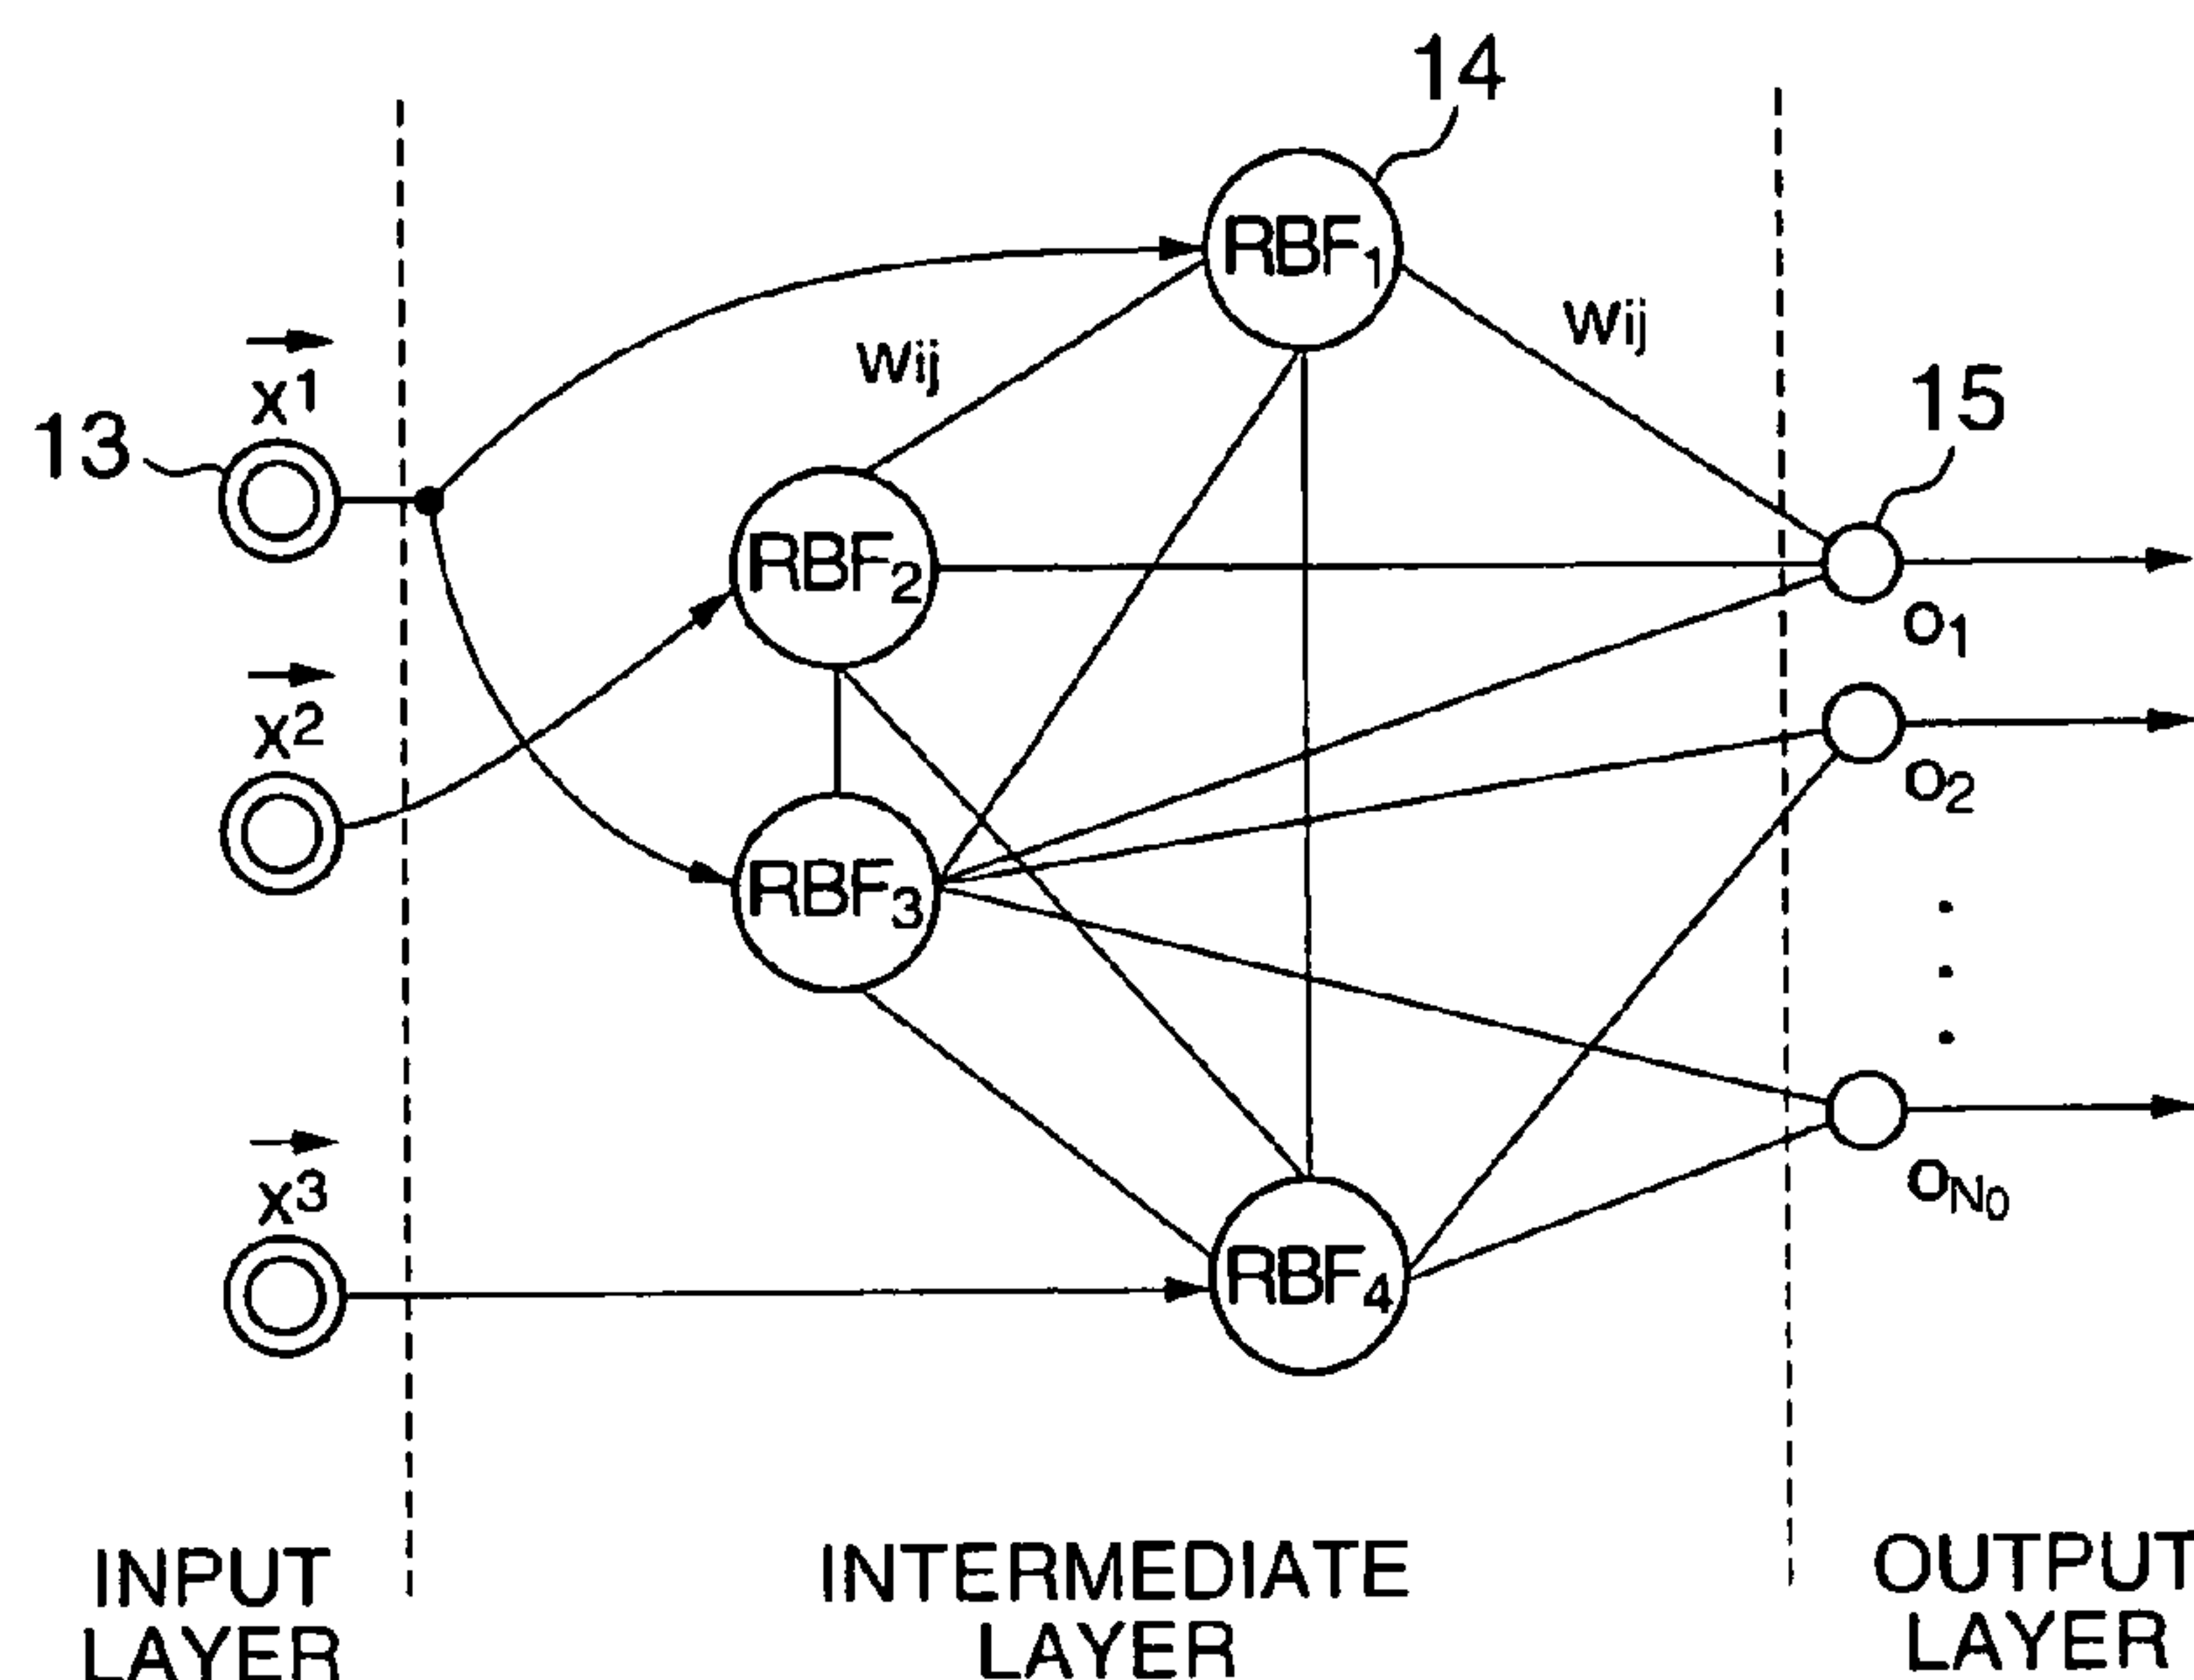 14
RBF1
wij
wij
x1
13
15
RBF2
o1
x2
o2
RBF3
x3
oN0
RBF4
INPUT
LAYER
INTERMEDIATE
LAYER
OUTPUT
LAYER